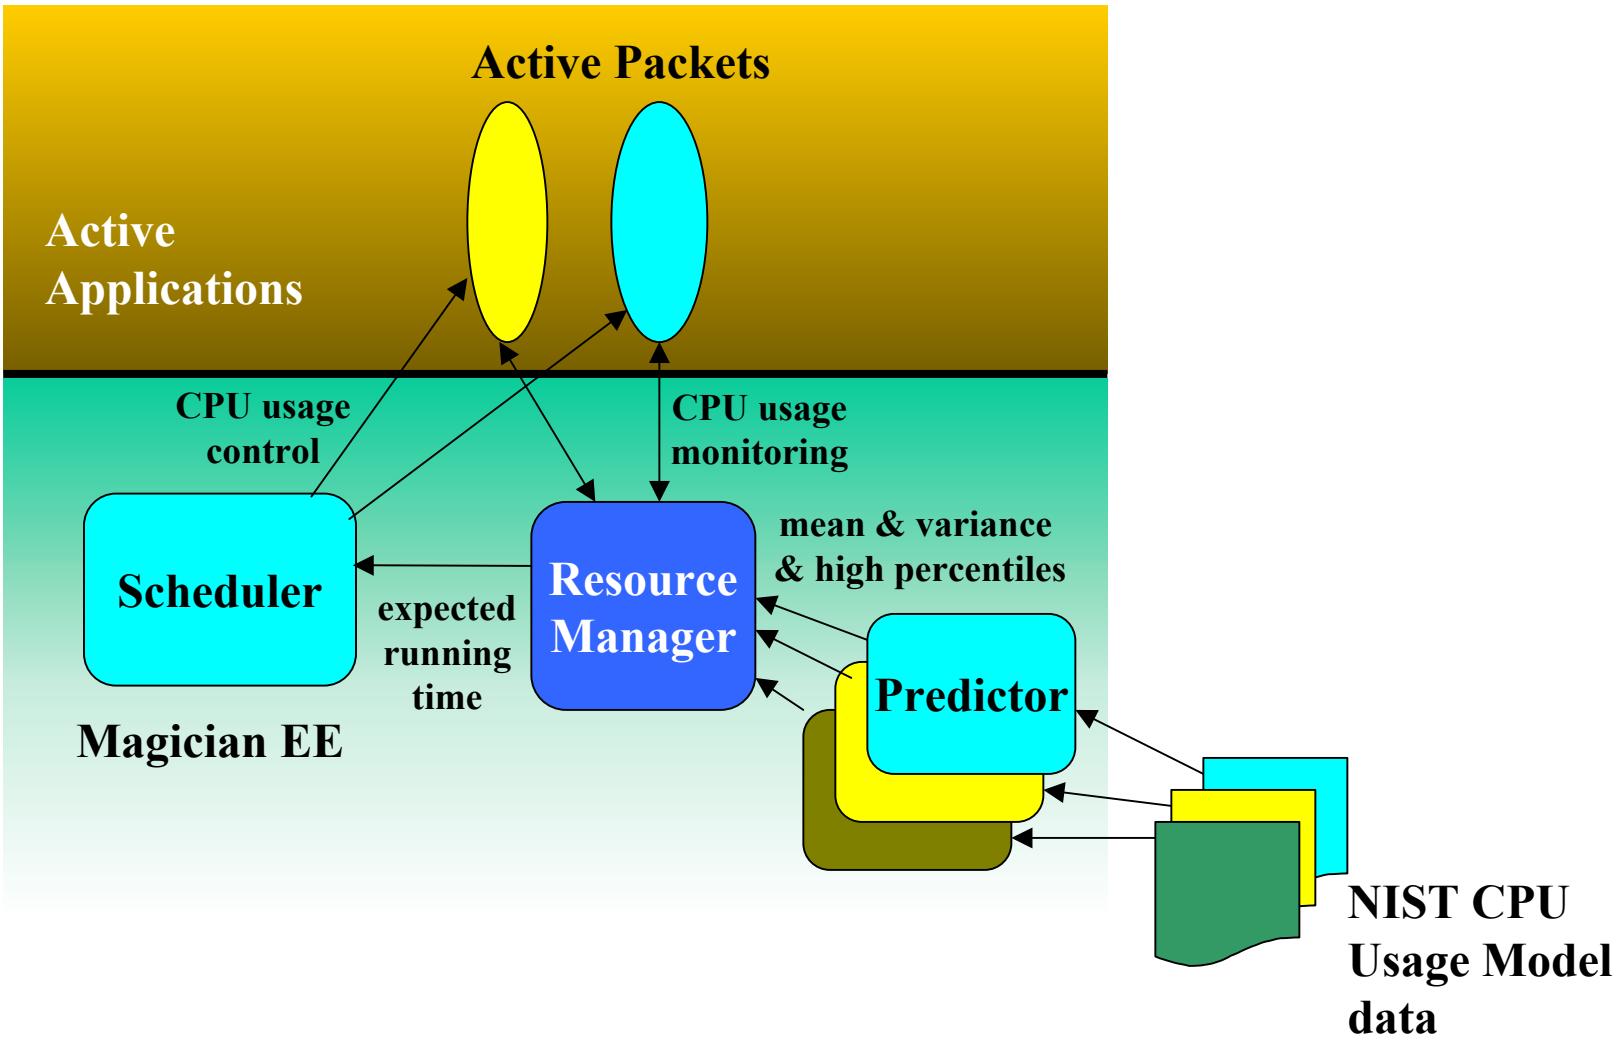 Active Packets
Active
Applications
CPU usage
control
CPU usage
monitoring
mean & variance
& high percentiles
Scheduler
Resource
Manager
expected
running
time
Predictor
Magician EE
NIST CPU
Usage Model
data